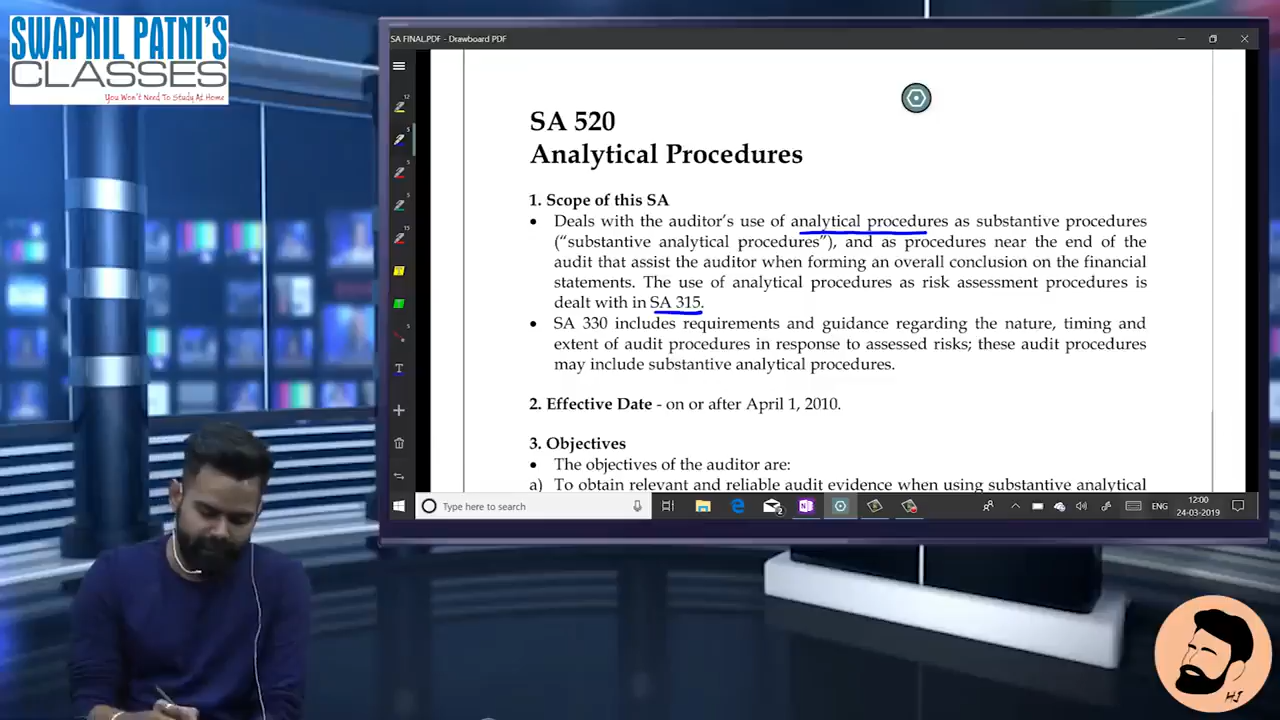 SWAPNIL PATNI'S
CLASSES
You Won't Need To Study At Home
SA FINAL.PDF - Drawboard PDF
SA 520
Analytical Procedures
1. Scope of this SA
• Deals with the auditor's use of analytical procedures as substantive procedures
("substantive analytical procedures"), and as procedures near the end of the
audit that assist the auditor when forming an overall conclusion on the financial
statements. The use of analytical procedures as risk assessment procedures is
dealt with in SA 315.
• SA 330 includes requirements and guidance regarding the nature, timing and
extent of audit procedures in response to assessed risks; these audit procedures
may include substantive analytical procedures.
2. Effective Date - on or after April 1, 2010.
3. Objectives
• The objectives of the auditor are:
a) To obtain relevant and reliable audit evidence when using substantive analytical
Type here to search
ENG
12:00
24-03-2019
HJ